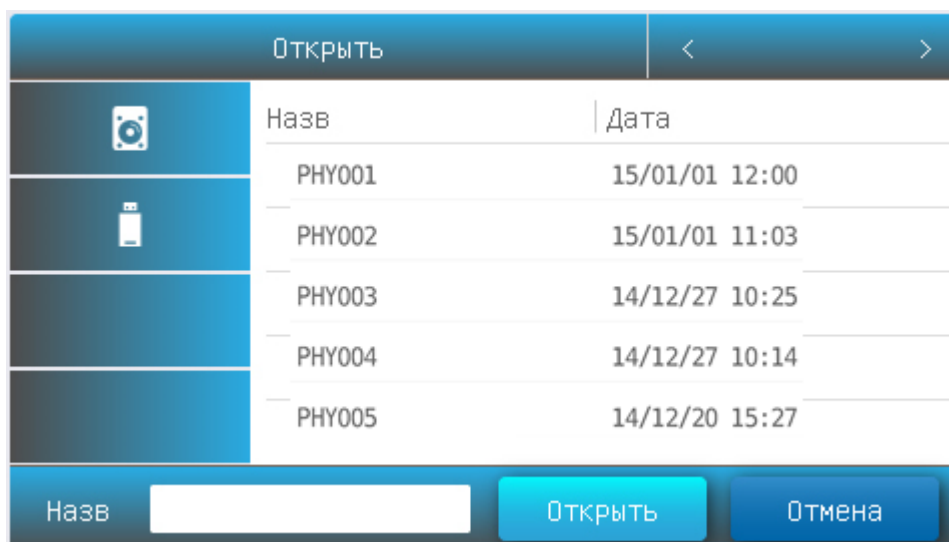 Открыть < >
Назв Дата
PHY001 15/01/01 12:00
PHY002 15/01/01 11:03
PHY003 14/12/27 10:25
PHY004 14/12/27 10:14
PHY005 14/12/20 15:27
Назв Открыть Отмена